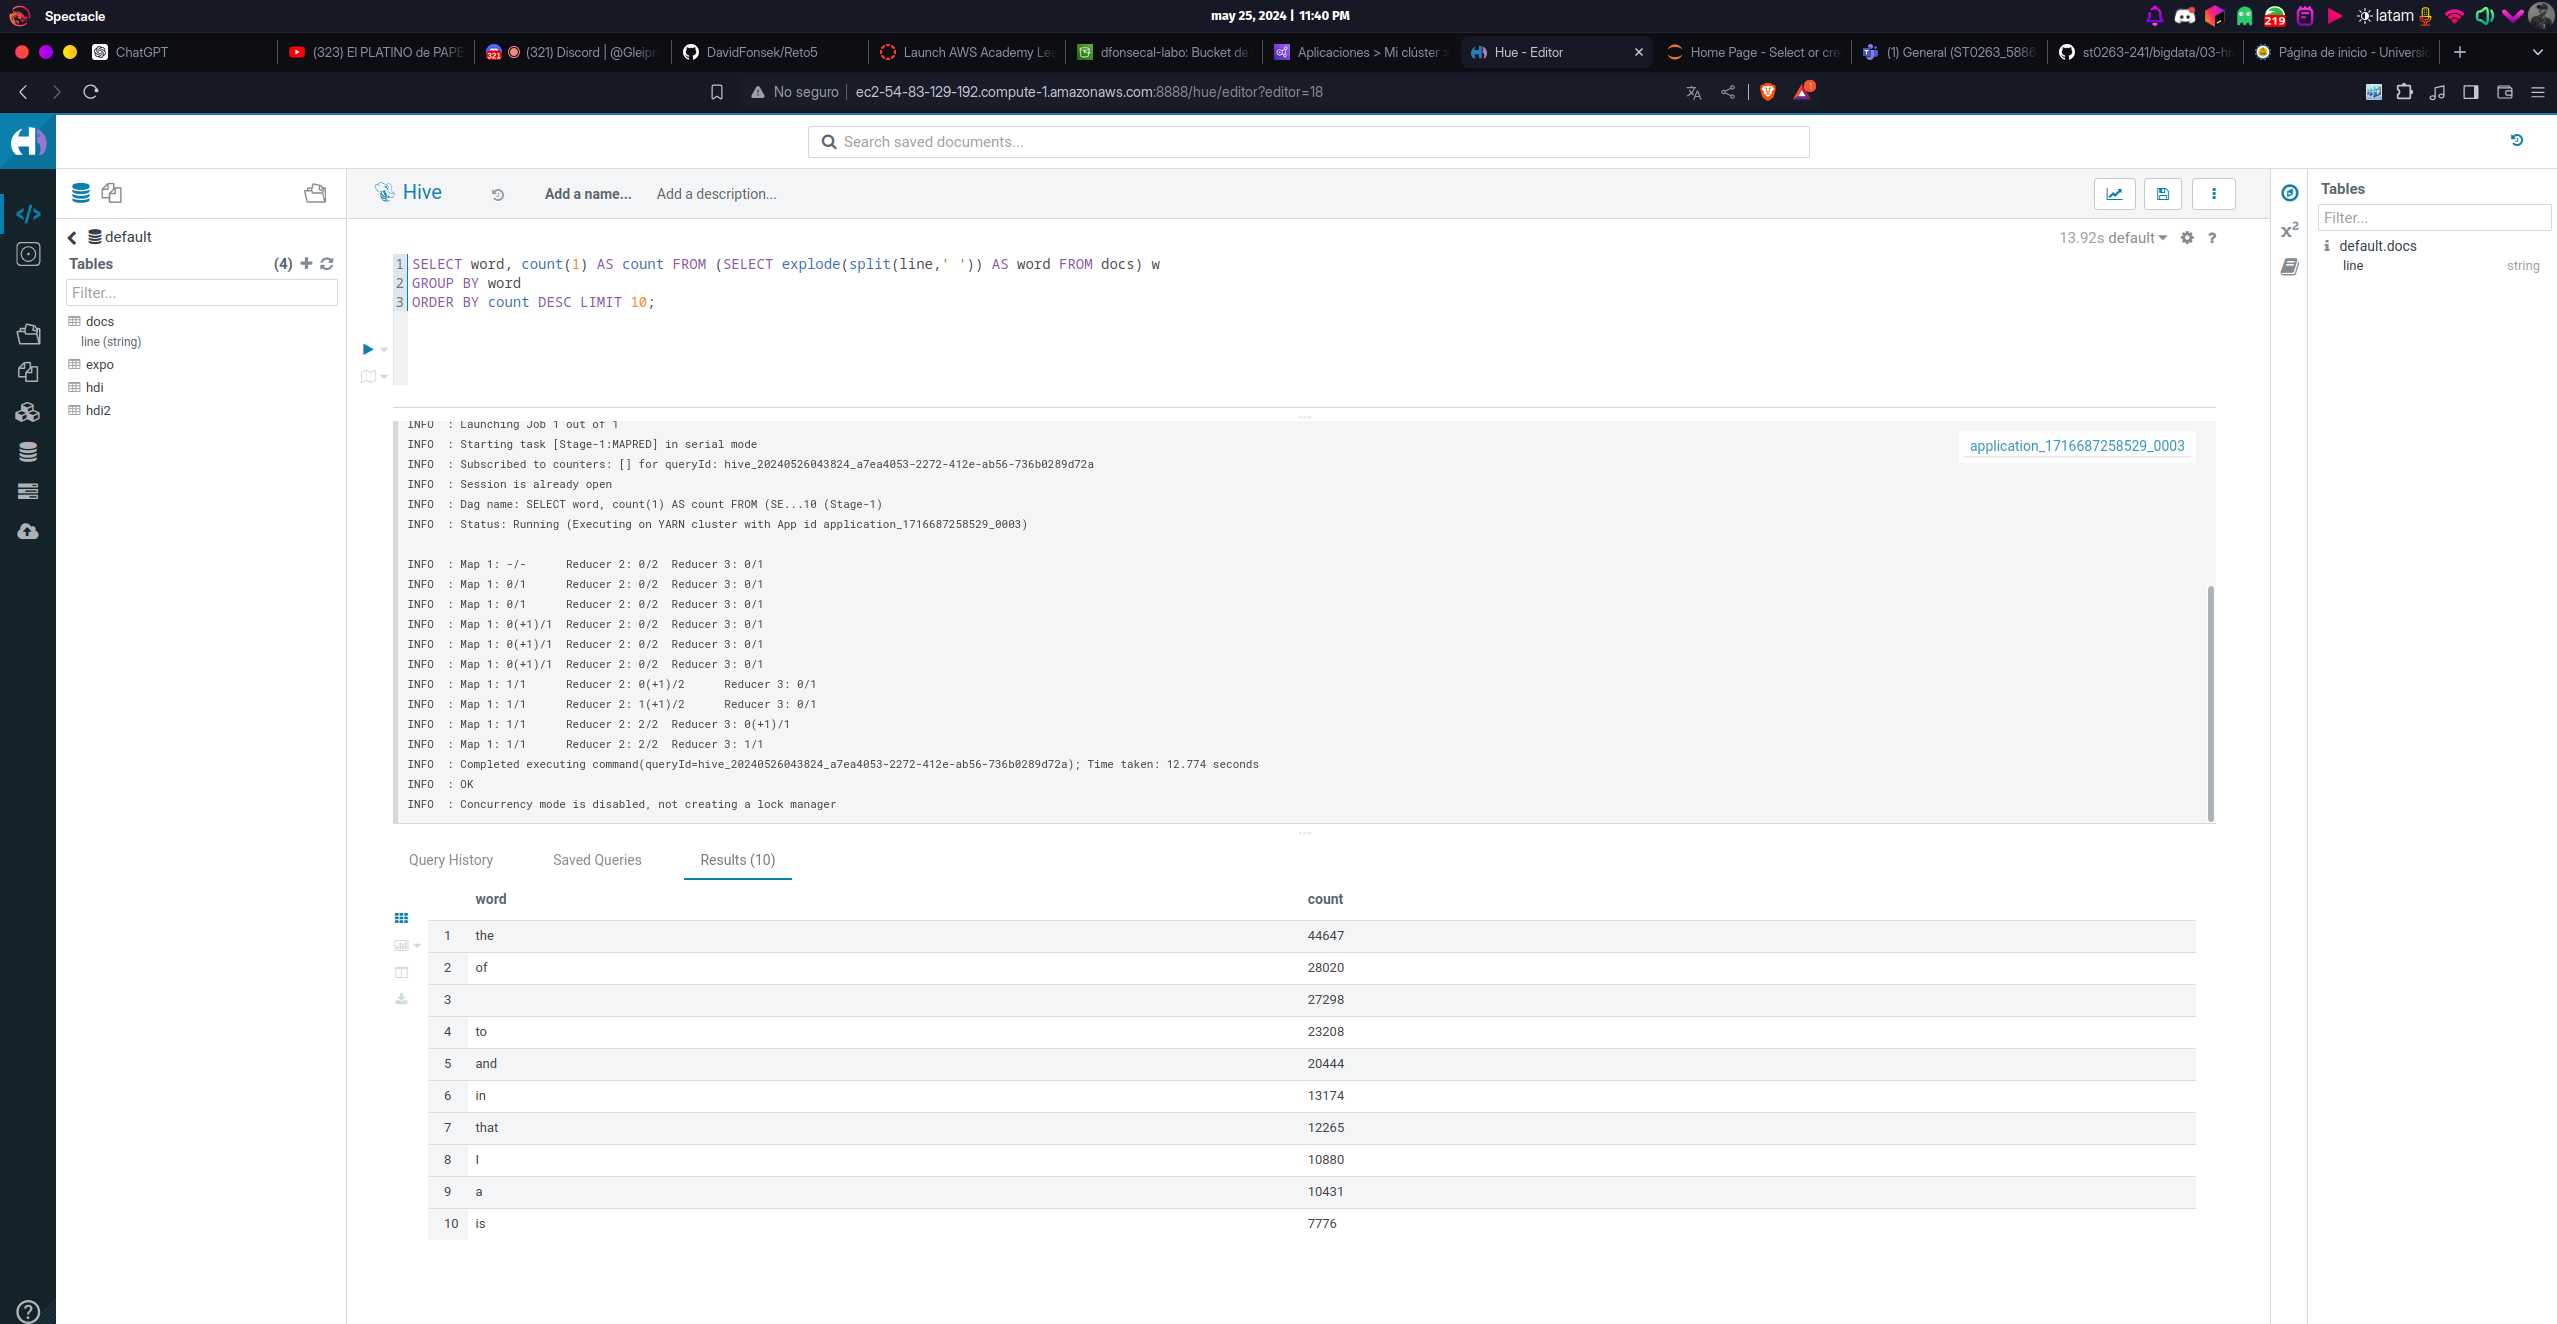 Spectacle
may 25, 2024 | 11:40 PM
219
latam
ChatGPT
(323) El PLATINO de PAPE
321
(321) Discord | @Gleipr
DavidFonsek/Reto5
Launch AWS Academy Lea
dfonsecal-labo: Bucket de
Aplicaciones > Mi clúster >
Hue - Editor
Home Page - Select or cre
(1) General (ST0263_5886
st0263-241/bigdata/03-hi
Página de inicio - Universi
No seguro
ec2-54-83-129-192.compute-1.amazonaws.com:8888/hue/editor?editor=18
1
Search saved documents...
Hive
Add a name...
Add a description...
Tables
Filter...
default.docs
line
string
default
Tables
(4)
Filter...
docs
line (string)
expo
hdi
hdi2
13.92s default
?
1 SELECT word, count(1) AS count FROM (SELECT explode(split(line,' ')) AS word FROM docs) w
2 GROUP BY word
3 ORDER BY count DESC LIMIT 10;
application_1716687258529_0003
INFO  : Launching Job 1 out of 1
INFO  : Starting task [Stage-1:MAPRED] in serial mode
INFO  : Subscribed to counters: [] for queryId: hive_20240526043824_a7ea4053-2272-412e-ab56-736b0289d72a
INFO  : Session is already open
INFO  : Dag name: SELECT word, count(1) AS count FROM (SE...10 (Stage-1)
INFO  : Status: Running (Executing on YARN cluster with App id application_1716687258529_0003)
INFO  : Map 1: -/-      Reducer 2: 0/2  Reducer 3: 0/1
INFO  : Map 1: 0/1      Reducer 2: 0/2  Reducer 3: 0/1
INFO  : Map 1: 0/1      Reducer 2: 0/2  Reducer 3: 0/1
INFO  : Map 1: 0(+1)/1  Reducer 2: 0/2  Reducer 3: 0/1
INFO  : Map 1: 0(+1)/1  Reducer 2: 0/2  Reducer 3: 0/1
INFO  : Map 1: 0(+1)/1  Reducer 2: 0/2  Reducer 3: 0/1
INFO  : Map 1: 1/1      Reducer 2: 0(+1)/2      Reducer 3: 0/1
INFO  : Map 1: 1/1      Reducer 2: 1(+1)/2      Reducer 3: 0/1
INFO  : Map 1: 1/1      Reducer 2: 2/2  Reducer 3: 0(+1)/1
INFO  : Map 1: 1/1      Reducer 2: 2/2  Reducer 3: 1/1
INFO  : Completed executing command(queryId=hive_20240526043824_a7ea4053-2272-412e-ab56-736b0289d72a); Time taken: 12.774 seconds
INFO  : OK
INFO  : Concurrency mode is disabled, not creating a lock manager
Query History
Saved Queries
Results (10)
word count
1 the 44647
2 of 28020
3 27298
4 to 23208
5 and 20444
6 in 13174
7 that 12265
8 I 10880
9 a 10431
10 is 7776